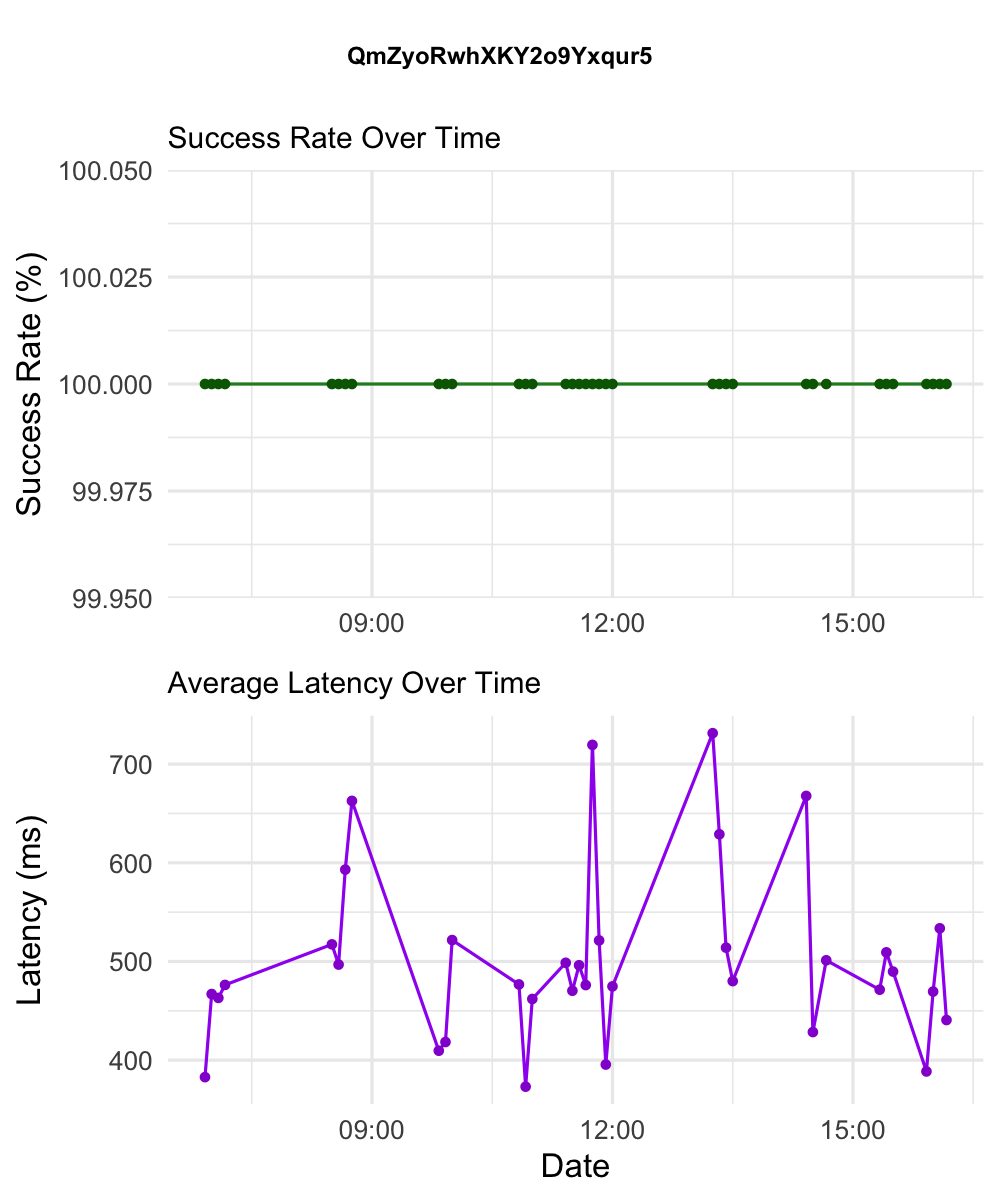 QmZyoRwhXKY2o9Yxqur5
Success Rate Over Time
Success Rate (%)
100.050
100.025
100.000
99.975
99.950
09:00 12:00 15:00
Average Latency Over Time
Latency (ms)
700
600
500
400
09:00 12:00 15:00
Date